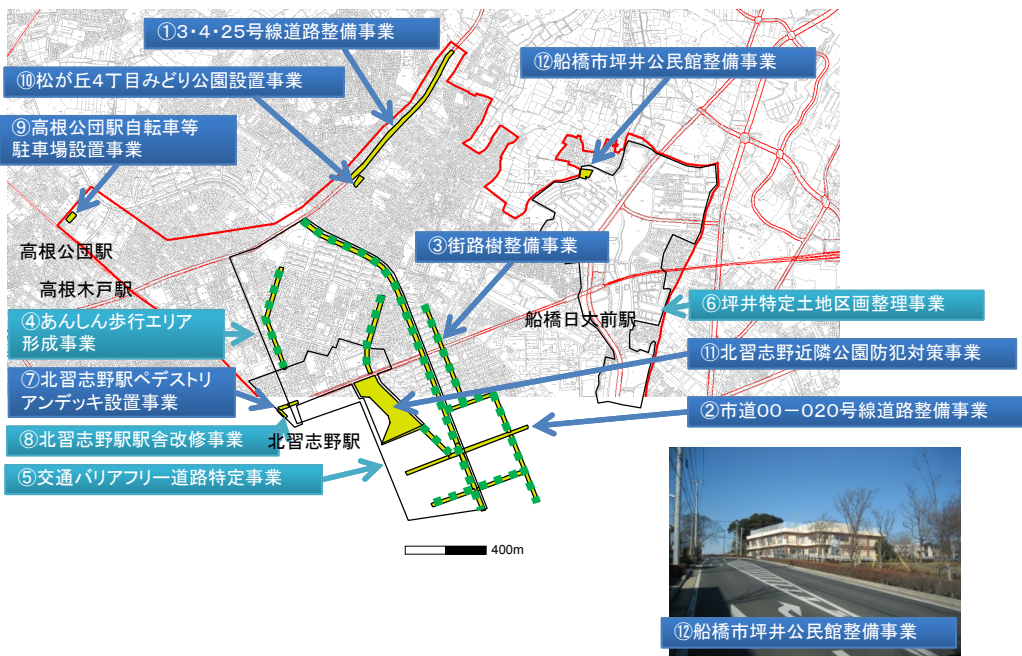 ①3・4・25号線道路整備事業
⑫船橋市坪井公民館整備事業
⑩松が丘4丁目みどり公園設置事業
⑨高根公団駅自転車等
駐車場設置事業
高根公団駅
③街路樹整備事業
高根木戸駅
⑥坪井特定土地区画整理事業
船橋日大前駅
④あんしん歩行エリア
形成事業
⑪北習志野近隣公園防犯対策事業
⑦北習志野駅ペデストリ
アンデッキ設置事業
②市道00－020号線道路整備事業
⑧北習志野駅駅舎改修事業
北習志野駅
⑤交通バリアフリー道路特定事業
400m
⑫船橋市坪井公民館整備事業